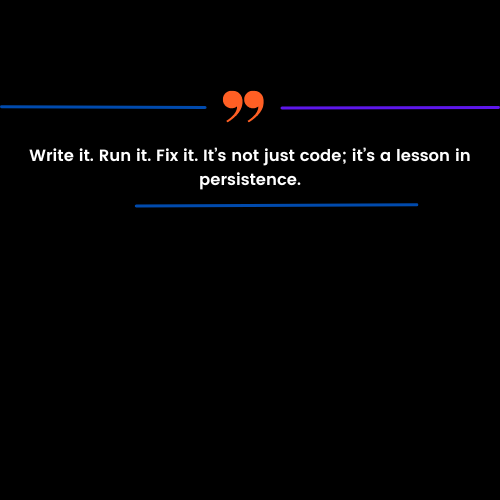 Write it. Run it. Fix it. It’s not just code; it’s a lesson in
persistence.